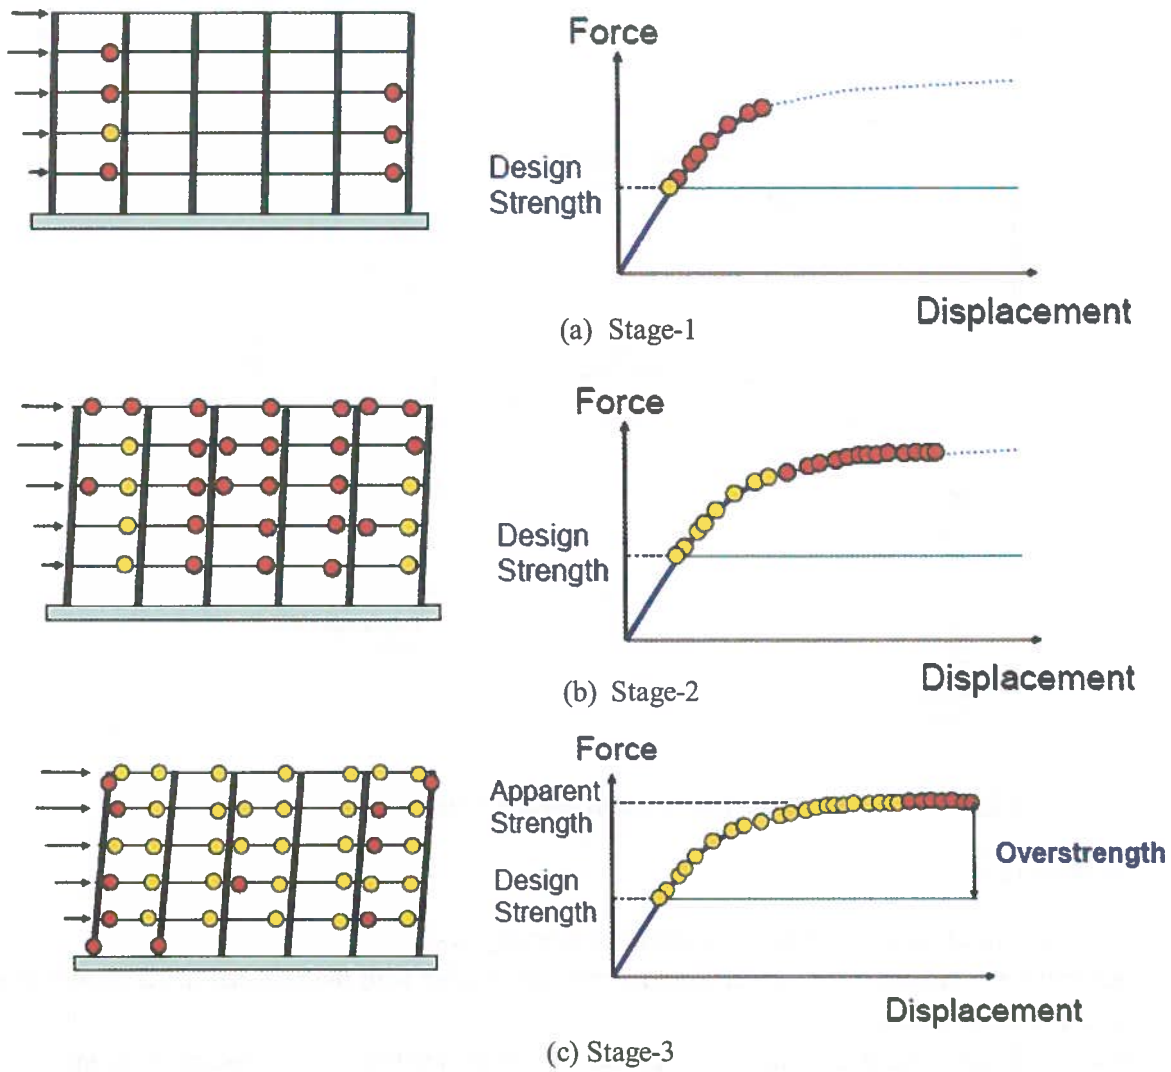 Force
Design
Strength
Displacement
(a) Stage-1
Force
Design
Strength
Displacement
(b) Stage-2
Force
Apparent
Strength
Overstrength
Design
Strength
Displacement
(c) Stage-3